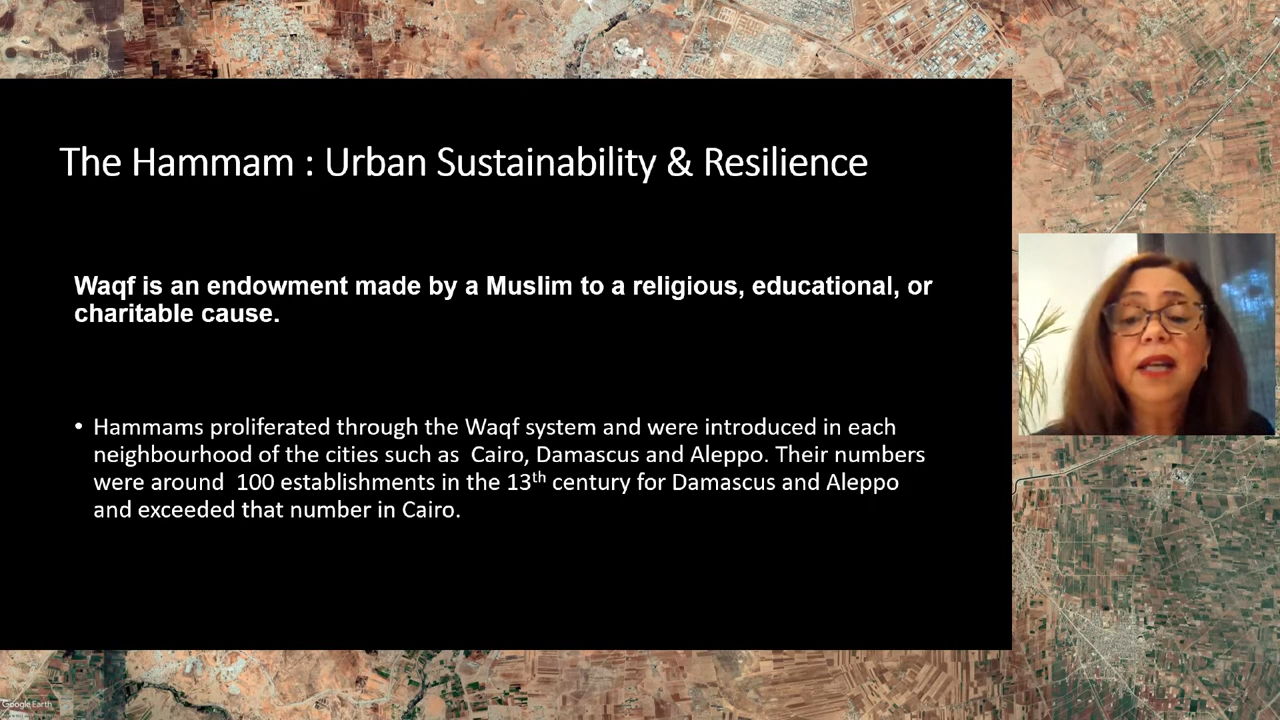 The Hammam : Urban Sustainability & Resilience
Waqf is an endowment made by a Muslim to a religious, educational, or
charitable cause.
• Hammams proliferated through the Waqf system and were introduced in each
neighbourhood of the cities such as  Cairo, Damascus and Aleppo. Their numbers
were around  100 establishments in the 13th century for Damascus and Aleppo
and exceeded that number in Cairo.
Google Earth